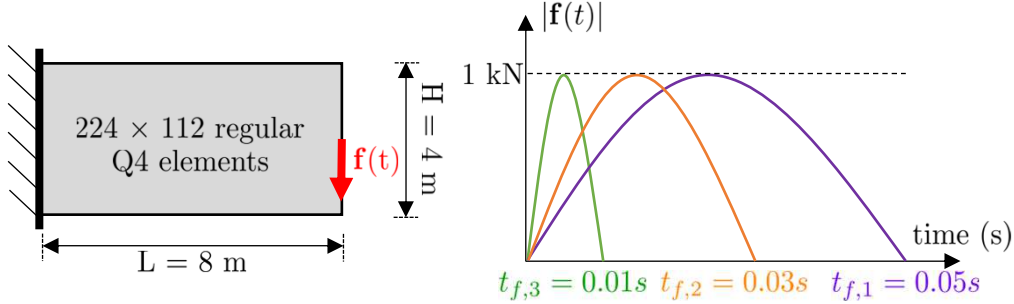 224 × 112 regular
Q4 elements
f(t)
H = 4 m
L = 8 m
|f(t)|
1 kN
time (s)
t_{f,3} = 0.01s t_{f,2} = 0.03s t_{f,1} = 0.05s